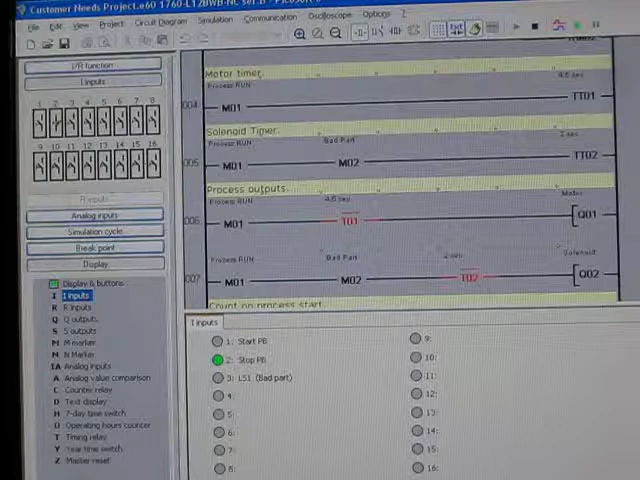 Customer Needs Project.e60 1760-L12BWB-NC ser.B - 
File Edit View Project Circuit Diagram Simulation Communication Oscilloscope Options ?
I/R function
I inputs
1 2 3 4 5 6 7 8
9 10 11 12 13 14 15 16
R inputs
Analog inputs
Simulation cycle
Break point
Display
Display & buttons
I I inputs
R R inputs
Q Q outputs
S S outputs
M M marker
N N Marker
IA Analog inputs
A Analog value comparison
C Counter relay
D Text display
H 7-day time switch
O Operating hours counter
T Timing relay
Y Year time switch
Z Master reset
Motor timer.
Process RUN 4.6 sec
004 M01 TT01
Solenoid Timer.
Process RUN Bad Part 2 sec
005 M01 M02 TT02
Process outputs.
Process RUN 4.6 sec Motor
006 M01 T01 Q01
Process RUN Bad Part 2 sec Solenoid
007 M01 M02 T02 Q02
Count on process start
I inputs
1: Start PB
2: Stop PB
3: LS1 (Bad part)
4:
5:
6:
7:
8:
9:
10:
11:
12:
13:
14:
15:
16: